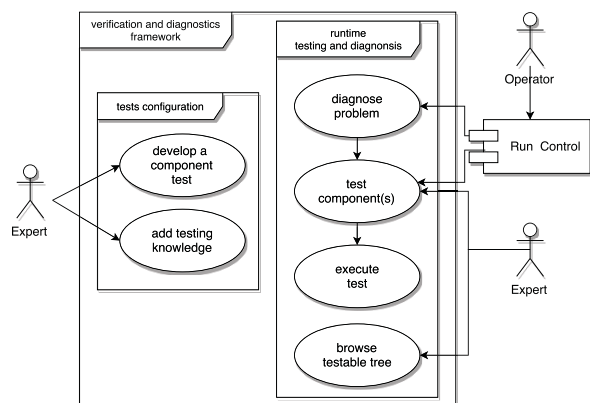 verification and diagnostics
framework
runtime
testing and diagnonsis
tests configuration
develop a
component
test
add testing
knowledge
Expert
diagnose
problem
test
component(s)
execute
test
browse
testable tree
Operator
Run Control
Expert